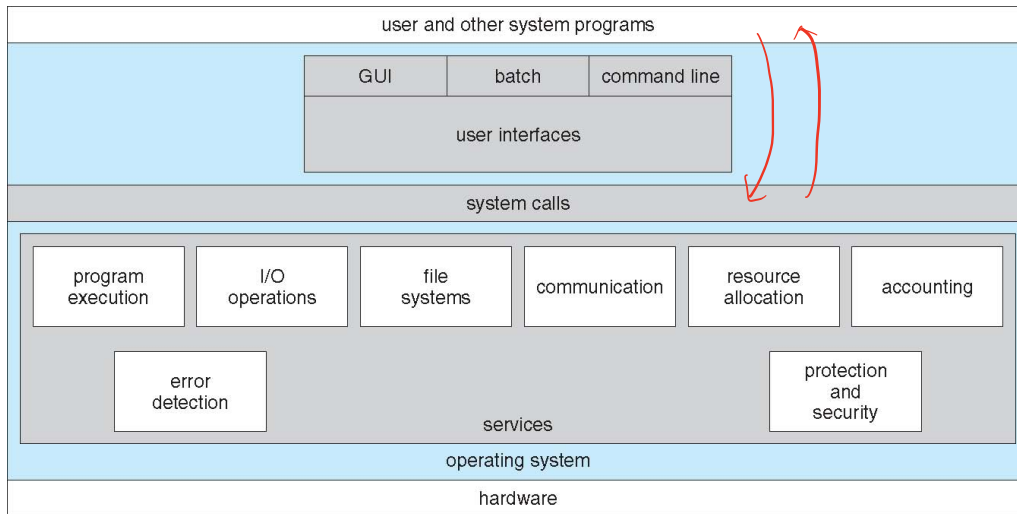 user and other system programs
GUI
batch
command line
user interfaces
system calls
program
execution
I/O
operations
file
systems
communication
resource
allocation
accounting
error
detection
protection
and
security
services
operating system
hardware